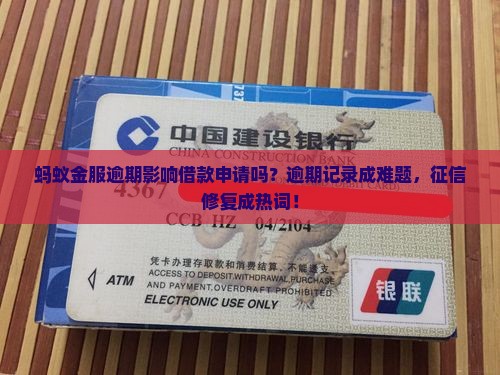 中国建设银行
CHINA CONSTRUCTION BANK
蚂蚁金服逾期影响借款申请吗？逾期记录成难题，征信
修复成热词！
4367
CCB HZ 04/2104
凭卡办理存取款和消费结算，不能透支。
ACCESS TO DEPOSIT.WITHDRAWAL.PURCHASE
AND PAYMENT.OVERDRAFT PROHIBITED.
ATM
ELECTRONIC USE ONLY
银联